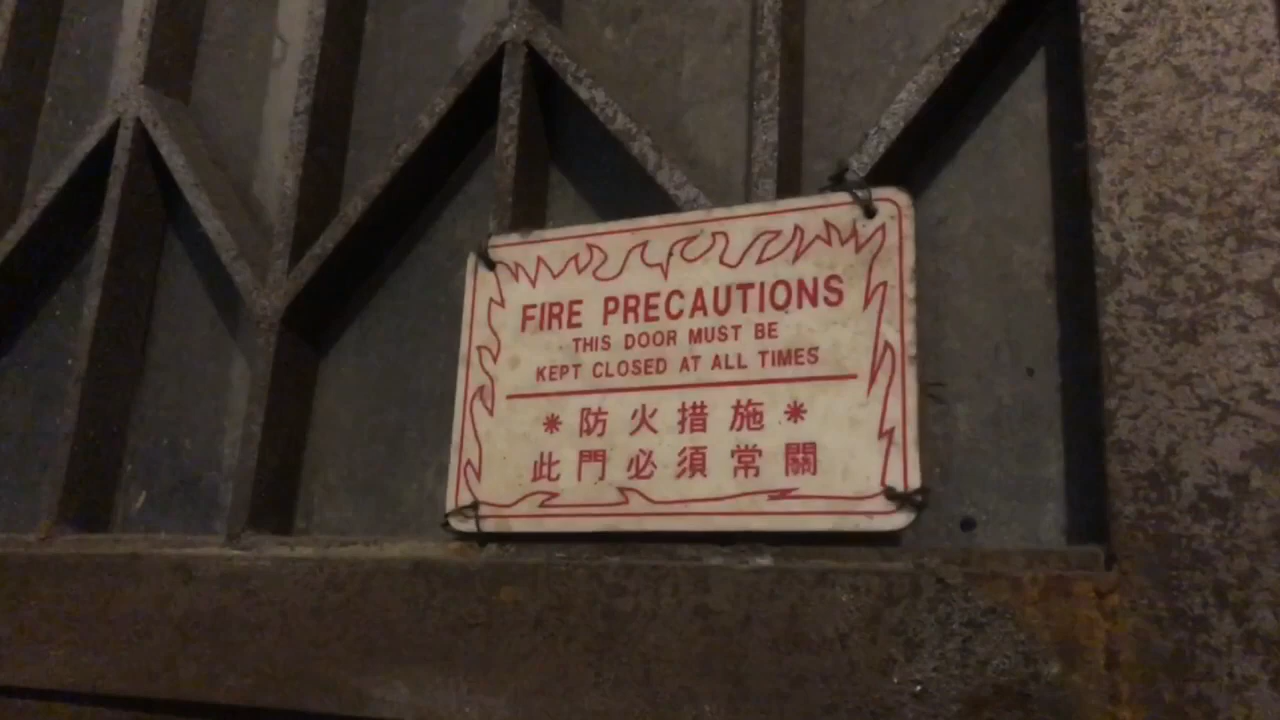 FIRE PRECAUTIONS
THIS DOOR MUST BE
KEPT CLOSED AT ALL TIMES
* 防火措施 *
此門必須常關